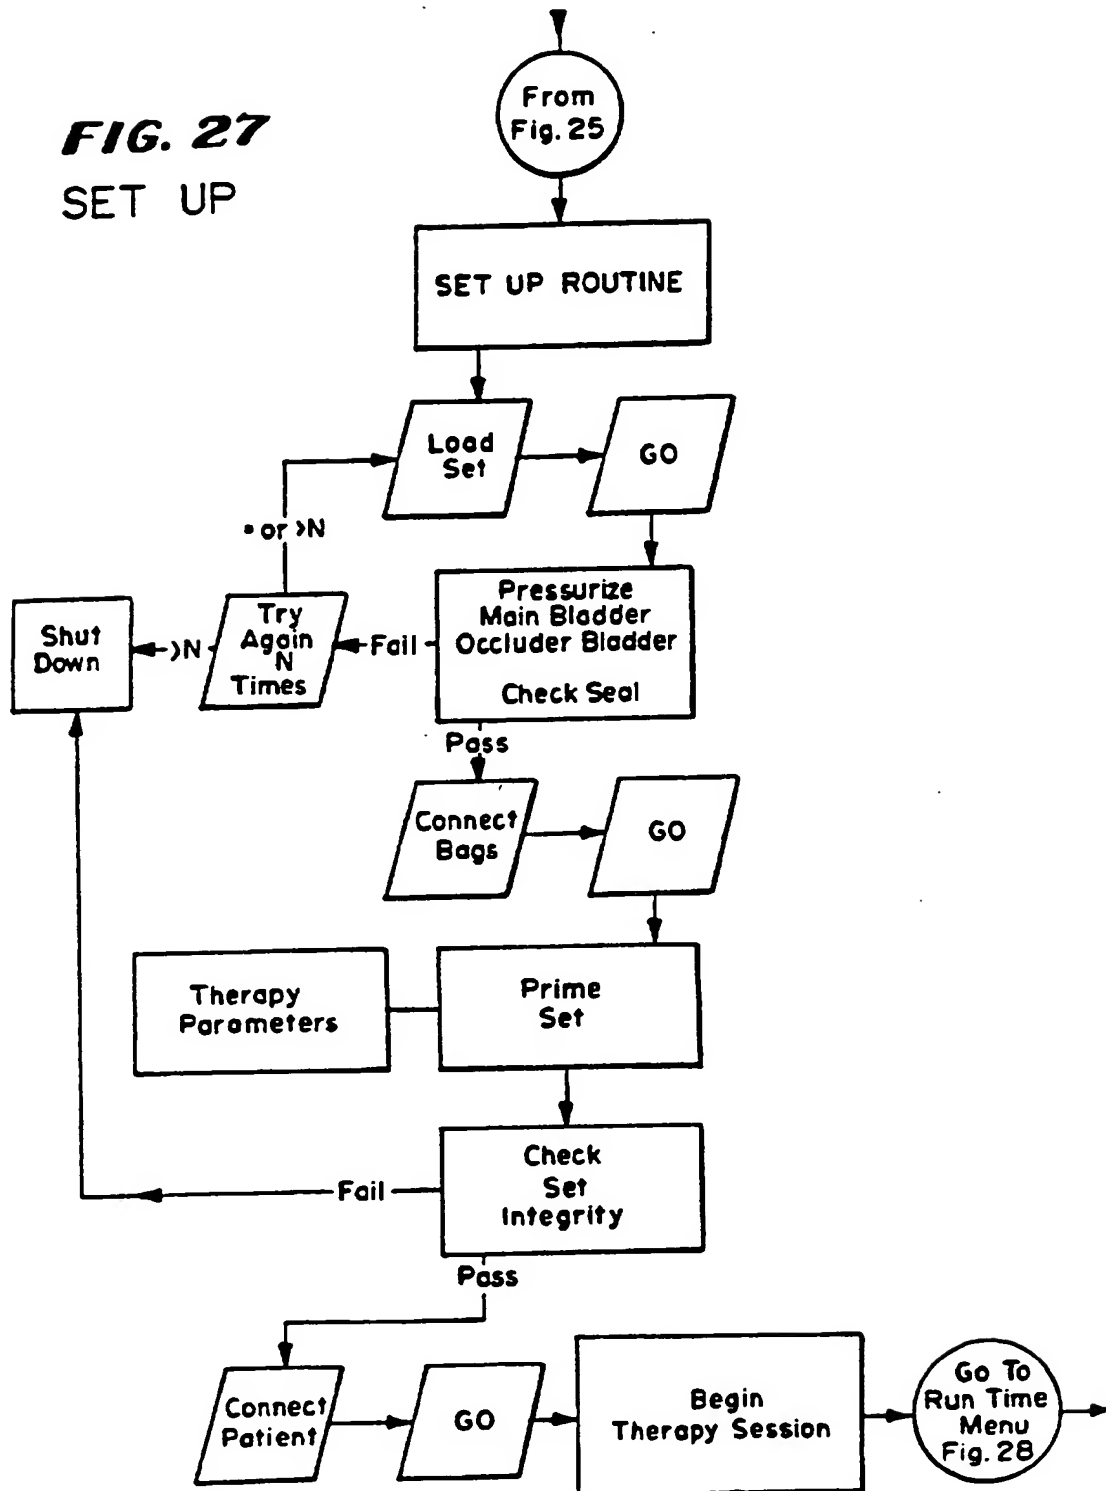 FIG. 27
SET UP
From
Fig. 25
SET UP ROUTINE
Load
Set
GO
= or >N
Pressurize
Main Bladder
Occluder Bladder
Check Seal
Fail
Try
Again
N
Times
>N
Shut
Down
Pass
Connect
Bags
GO
Therapy
Parameters
Prime
Set
Check
Set
Integrity
Fail
Pass
Connect
Patient
GO
Begin
Therapy Session
Go To
Run Time
Menu
Fig. 28